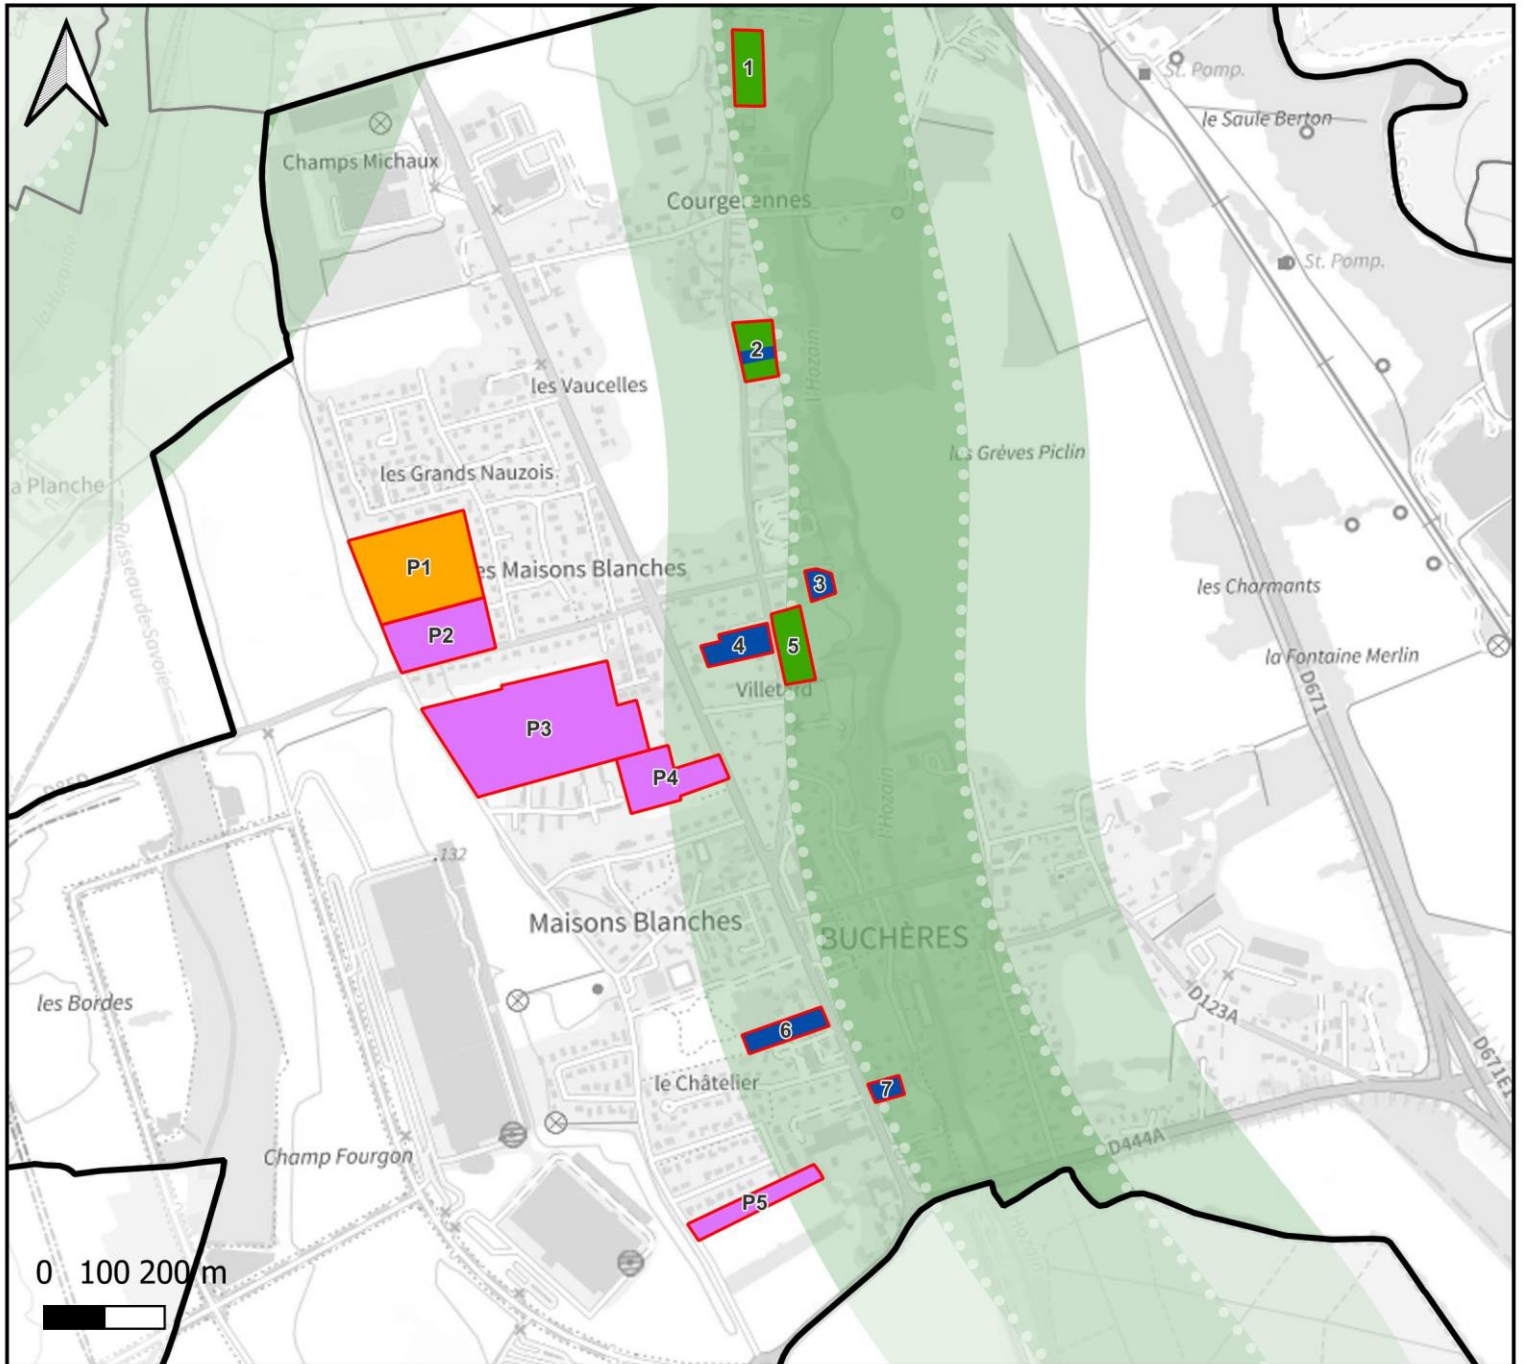 1
St. Pomp.
le Saule Berton
Champs Michaux
St. Pomp.
2
l'Hozain
les Vaucelles
les Grèves Piclin
les Grands Nauzois
a Planche
Ruisseau de Savoie
P1
es Maisons Blanches
3
les Charmants
P2
4
5
la Fontaine Merlin
Villetard
D671
P3
P4
l'Hozain
132
Maisons Blanches
BUCHÈRES
les Bordes
D123A
6
D671E1
le Châtelier
7
D444A
Champ Fourgon
P5
0 100 200 m